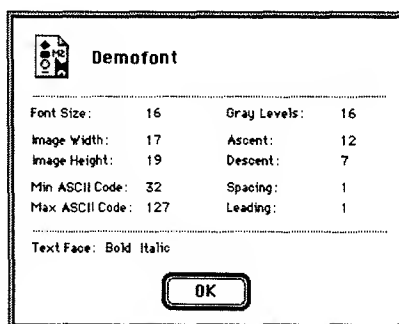 M2
Demofont
Font Size: 16 Gray Levels: 16
Image Width: 17 Ascent: 12
Image Height: 19 Descent: 7
Min ASCII Code: 32 Spacing: 1
Max ASCII Code: 127 Leading: 1
Text Face: Bold Italic
OK